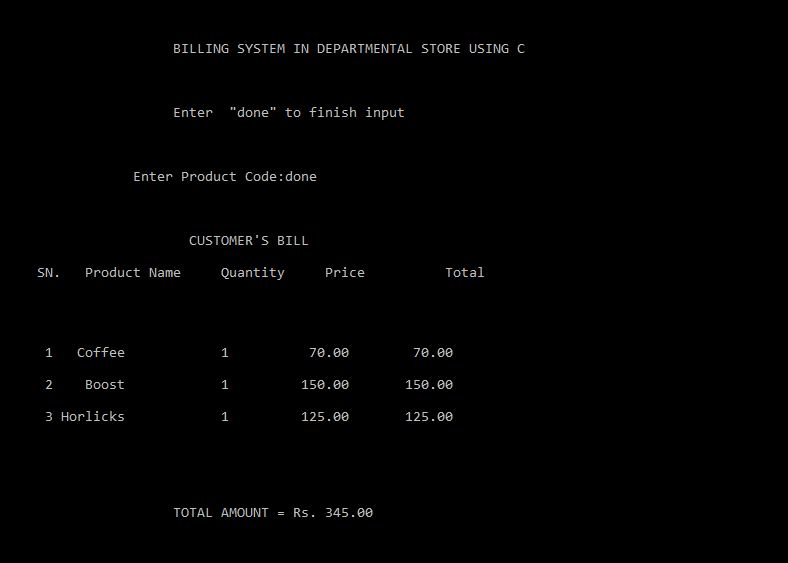 BILLING SYSTEM IN DEPARTMENTAL STORE USING C
Enter  "done" to finish input
Enter Product Code:done
CUSTOMER'S BILL
SN.   Product Name     Quantity     Price          Total
1   Coffee            1          70.00        70.00
2    Boost            1         150.00       150.00
3 Horlicks            1         125.00       125.00
TOTAL AMOUNT = Rs. 345.00